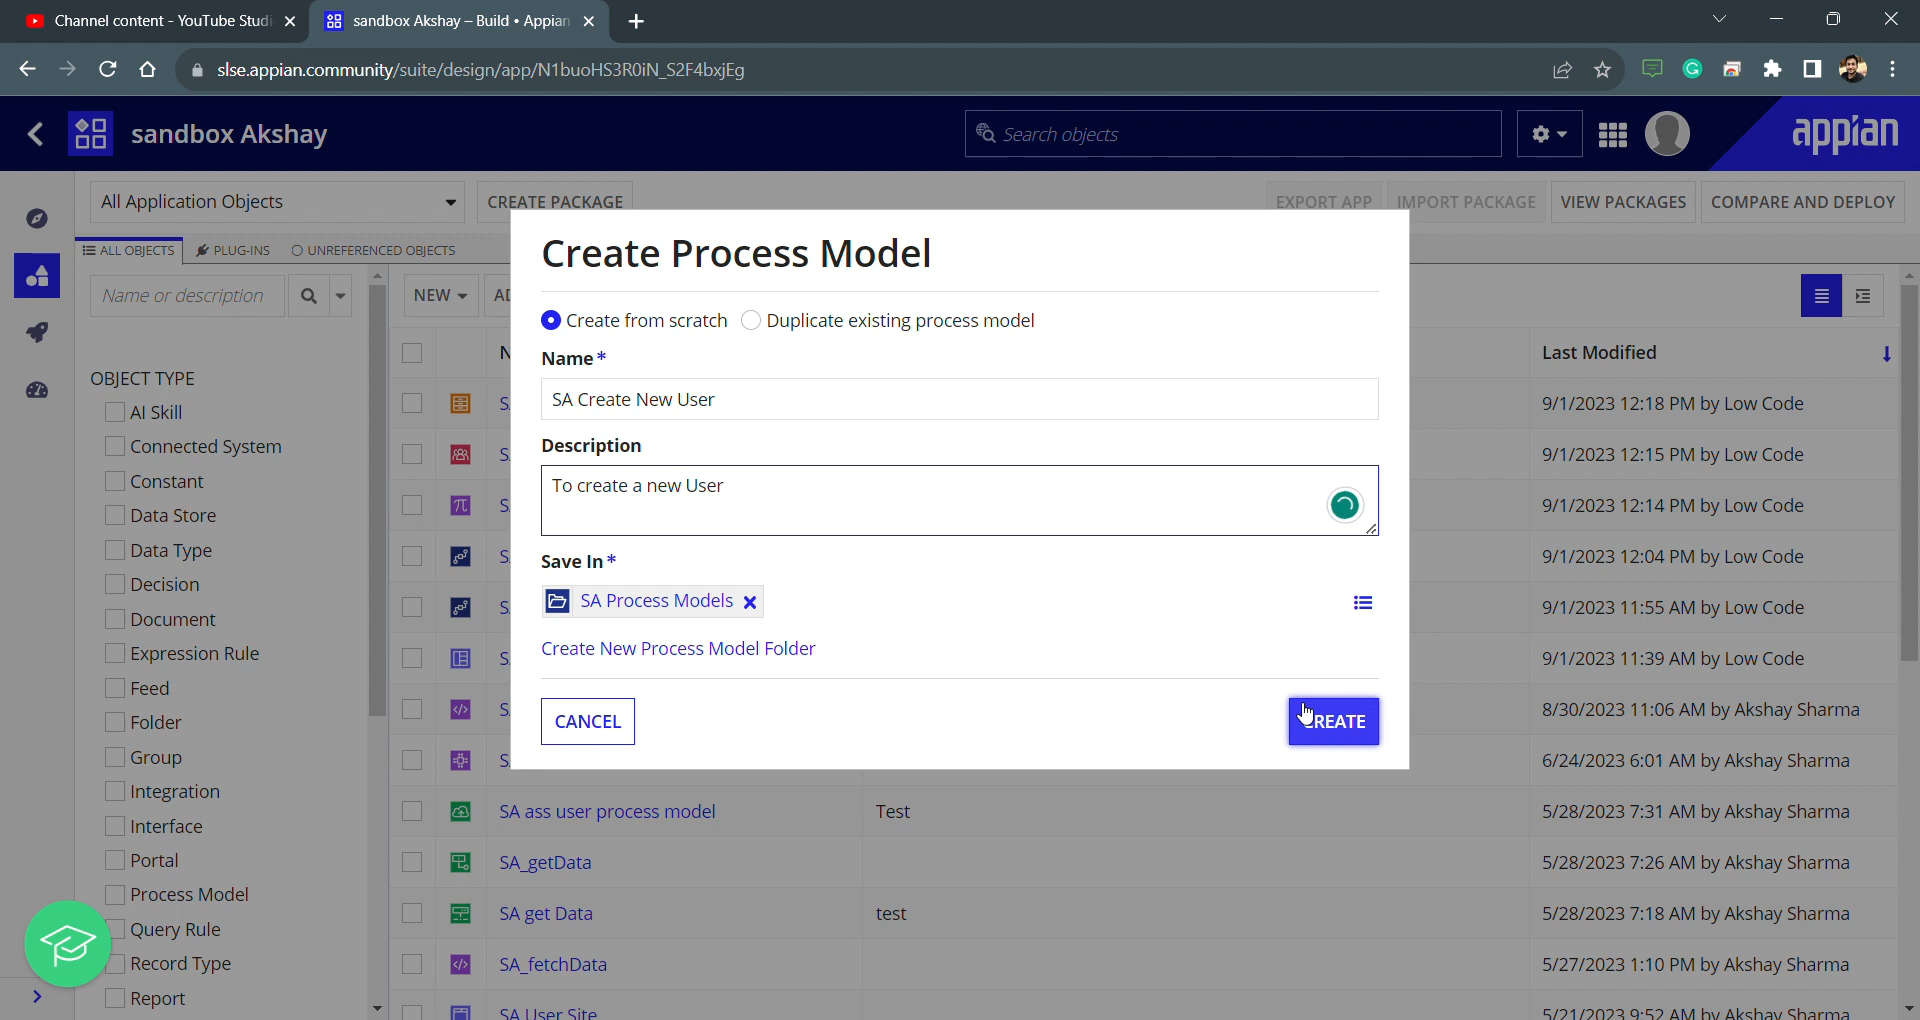 Channel content - YouTube Studi
sandbox Akshay – Build • Appian
slse.appian.community/suite/design/app/N1buoHS3R0iN_S2F4bxjEg
sandbox Akshay
Search objects
appian
All Application Objects
CREATE PACKAGE
EXPORT APP
IMPORT PACKAGE
VIEW PACKAGES
COMPARE AND DEPLOY
ALL OBJECTS
PLUG-INS
UNREFERENCED OBJECTS
Name or description
NEW
Create Process Model
Create from scratch
Duplicate existing process model
Name*
SA Create New User
Description
To create a new User
Save In*
SA Process Models
Create New Process Model Folder
CANCEL
CREATE
OBJECT TYPE
AI Skill
Connected System
Constant
Data Store
Data Type
Decision
Document
Expression Rule
Feed
Folder
Group
Integration
Interface
Portal
Process Model
Query Rule
Record Type
Report
Last Modified
9/1/2023 12:18 PM by Low Code
9/1/2023 12:15 PM by Low Code
9/1/2023 12:14 PM by Low Code
9/1/2023 12:04 PM by Low Code
9/1/2023 11:55 AM by Low Code
9/1/2023 11:39 AM by Low Code
8/30/2023 11:06 AM by Akshay Sharma
6/24/2023 6:01 AM by Akshay Sharma
SA ass user process model
Test
5/28/2023 7:31 AM by Akshay Sharma
SA_getData
5/28/2023 7:26 AM by Akshay Sharma
SA get Data
test
5/28/2023 7:18 AM by Akshay Sharma
SA_fetchData
5/27/2023 1:10 PM by Akshay Sharma
SA User Site
5/21/2023 9:52 AM by Akshay Sharma